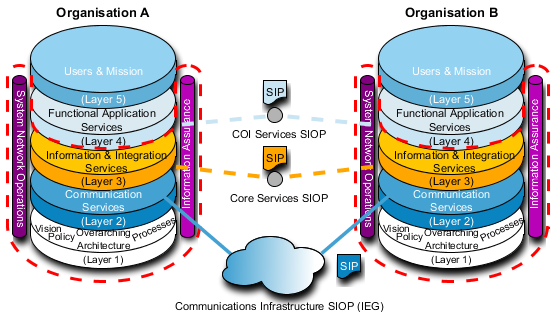 Organisation A
Organisation B
Users & Mission
(Layer 5)
Functional Application
Services
(Layer 4)
Information & Integration
Services
(Layer 3)
Communication
Services
(Layer 2)
Vision
Policy
Overarching
Architecture
Processes
(Layer 1)
System Network Operations
Information Assurance
SIP
COI Services SIOP
SIP
Core Services SIOP
SIP
Communications Infrastructure SIOP (IEG)
Users & Mission
(Layer 5)
Functional Application
Services
(Layer 4)
Information & Integration
Services
(Layer 3)
Communication
Services
(Layer 2)
Vision
Policy
Overarching
Architecture
Processes
(Layer 1)
System Network Operations
Information Assurance